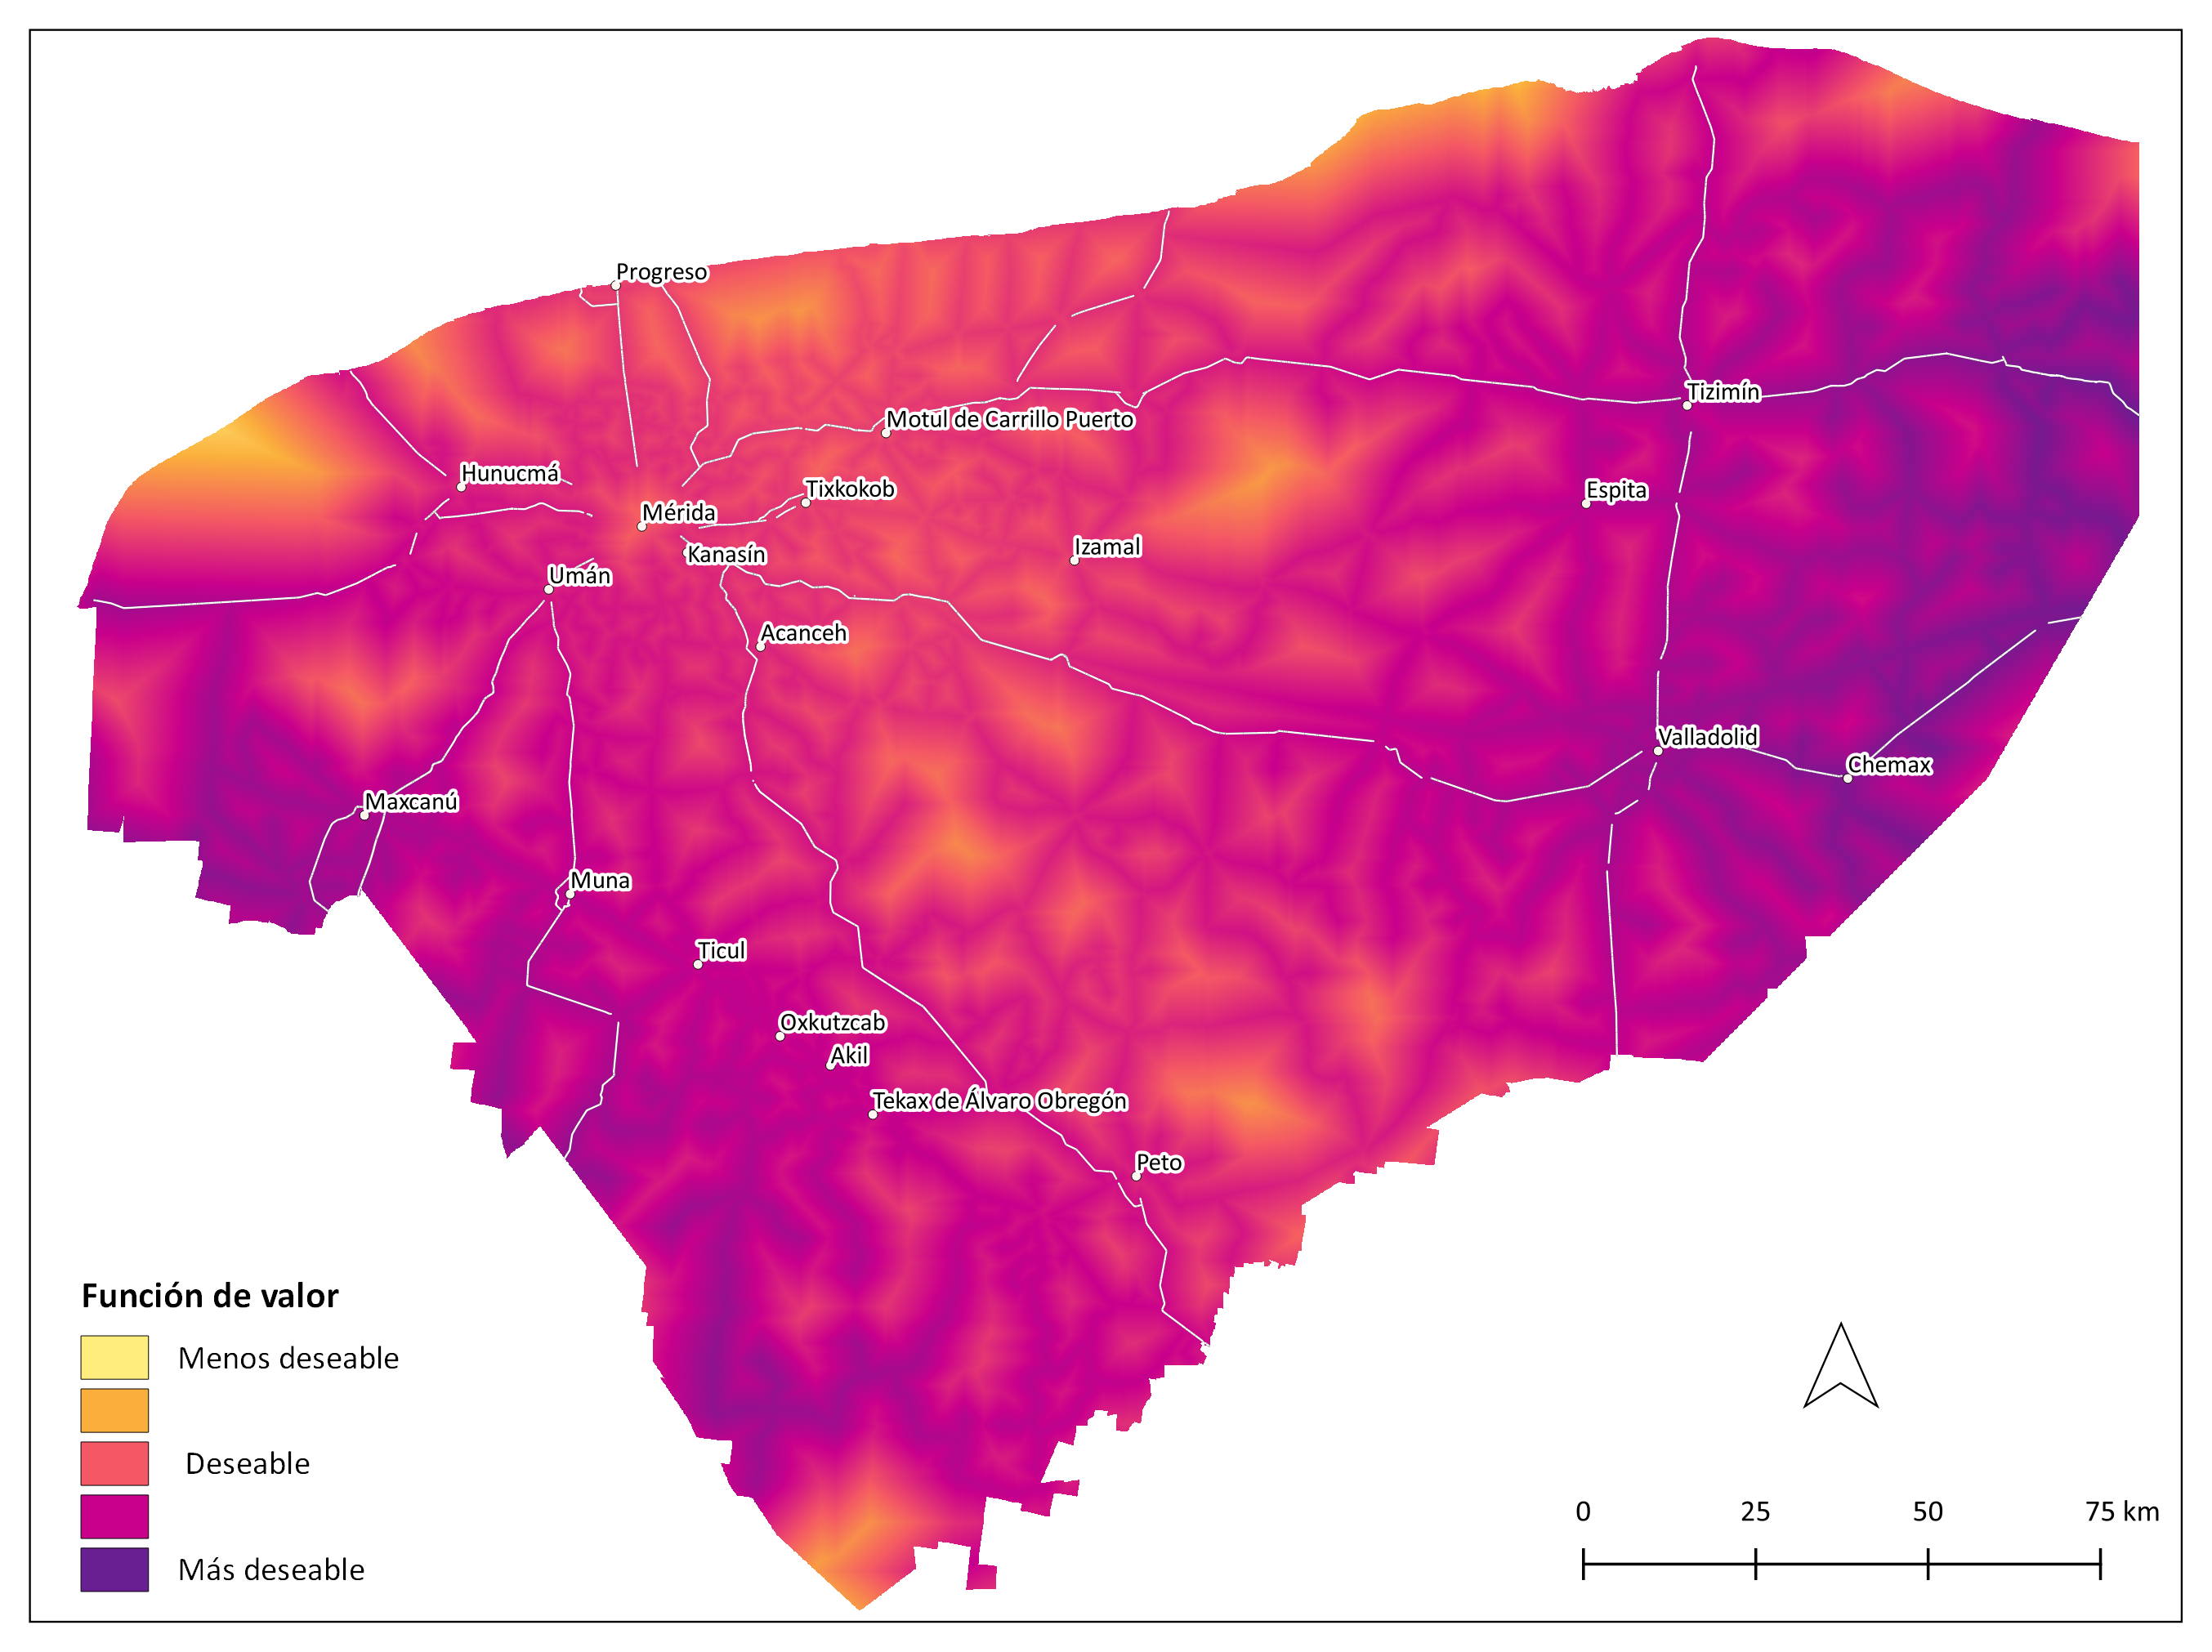 Progreso
Tizimín
Motul de Carrillo Puerto
Hunucmá
Tixkokob
Espita
Mérida
Kanasín
Izamal
Umán
Acanceh
Valladolid
Chemax
Maxcanú
Muna
Ticul
Oxkutzcab
Akil
Tekax de Álvaro Obregón
Peto
Función de valor
Menos deseable
Deseable
Más deseable
0 25 50 75 km